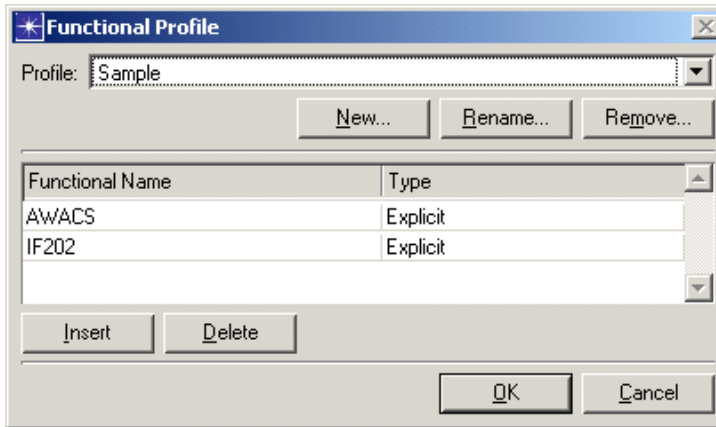 Functional Profile
Profile: Sample
New... Rename... Remove...
Functional Name Type
AWACS Explicit
IF202 Explicit
Insert Delete
OK Cancel